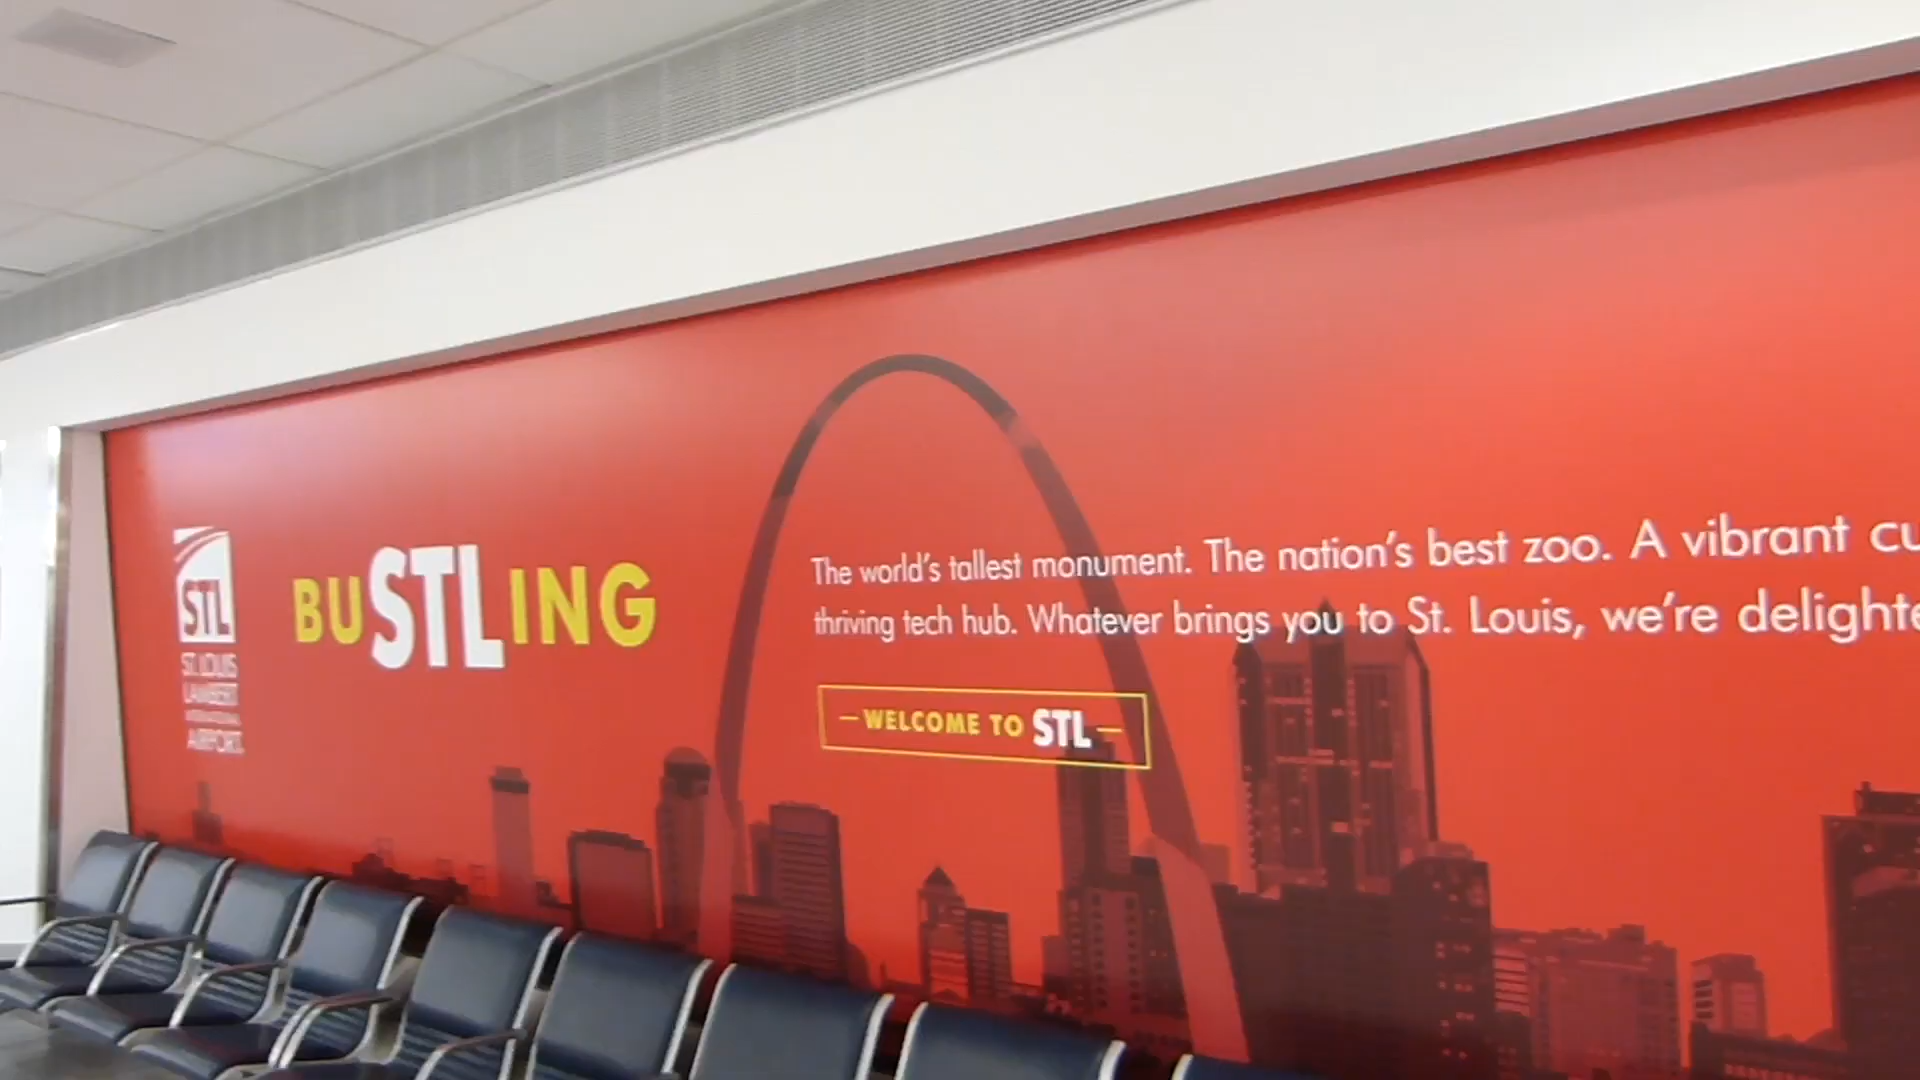 STL
ST. LOUIS
LAMBERT
INTERNATIONAL
AIRPORT
BUSTLING
The world's tallest monument. The nation's best zoo. A vibrant
thriving tech hub. Whatever brings you to St. Louis, we're
WELCOME TO STL